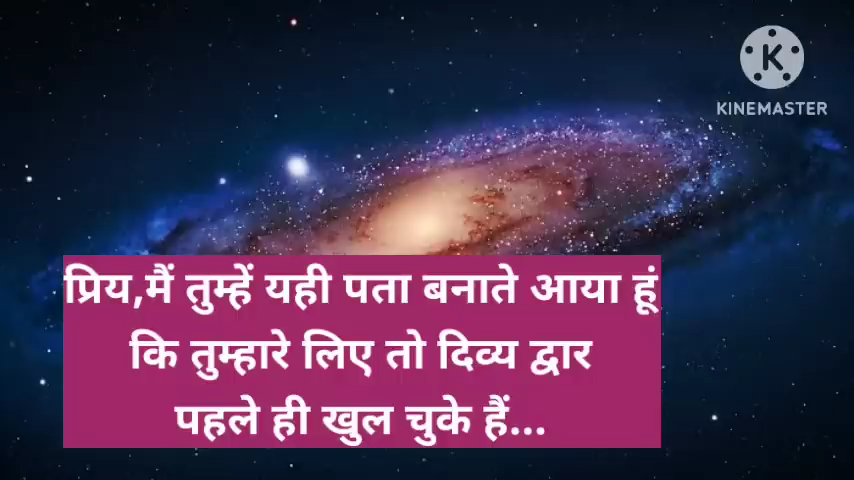 KINEMASTER
प्रिय,मैं तुम्हें यही पता बनाते आया हूं
कि तुम्हारे लिए तो दिव्य द्वार
पहले ही खुल चुके हैं...